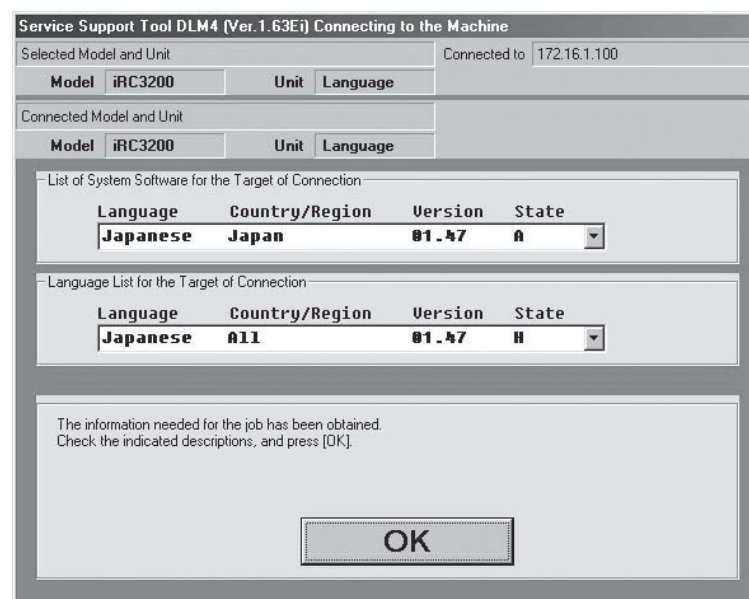 Service Support Tool DLM4 (Ver.1.63Ei) Connecting to the Machine
Selected Model and Unit Connected to 172.16.1.100
Model iRC3200 Unit Language
Connected Model and Unit
Model iRC3200 Unit Language
List of System Software for the Target of Connection
Language Country/Region Version State
Japanese Japan 01.47 A
Language List for the Target of Connection
Language Country/Region Version State
Japanese All 01.47 H
The information needed for the job has been obtained.
Check the indicated descriptions, and press [OK].
OK